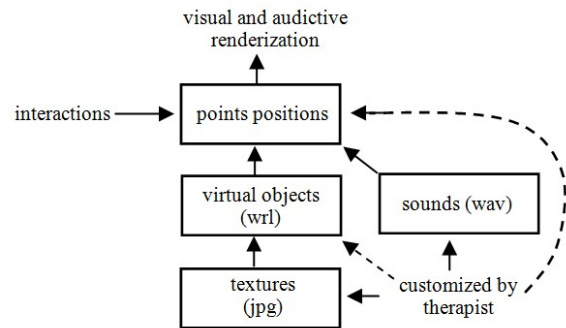 visual and audictive
renderization
interactions
points positions
virtual objects
(wrl)
sounds (wav)
textures
(jpg)
customized by
therapist